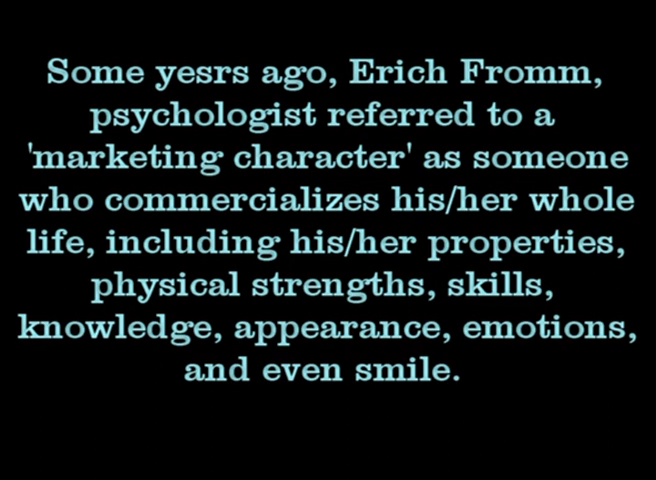 Some yesrs ago, Erich Fromm,
psychologist referred to a
'marketing character' as someone
who commercializes his/her whole
life, including his/her properties,
physical strengths, skills,
knowledge, appearance, emotions,
and even smile.